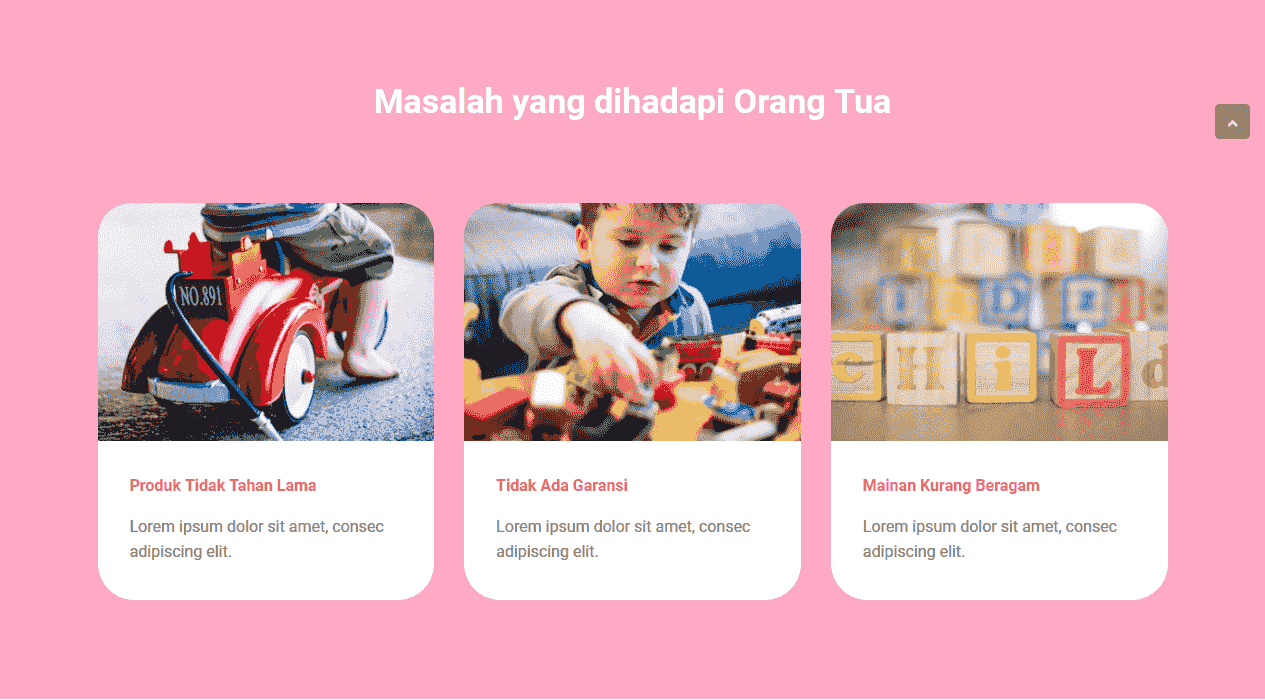 Masalah yang dihadapi Orang Tua
NO.891
C H i L d
Produk Tidak Tahan Lama
Lorem ipsum dolor sit amet, consec
adipiscing elit.
Tidak Ada Garansi
Lorem ipsum dolor sit amet, consec
adipiscing elit.
Mainan Kurang Beragam
Lorem ipsum dolor sit amet, consec
adipiscing elit.